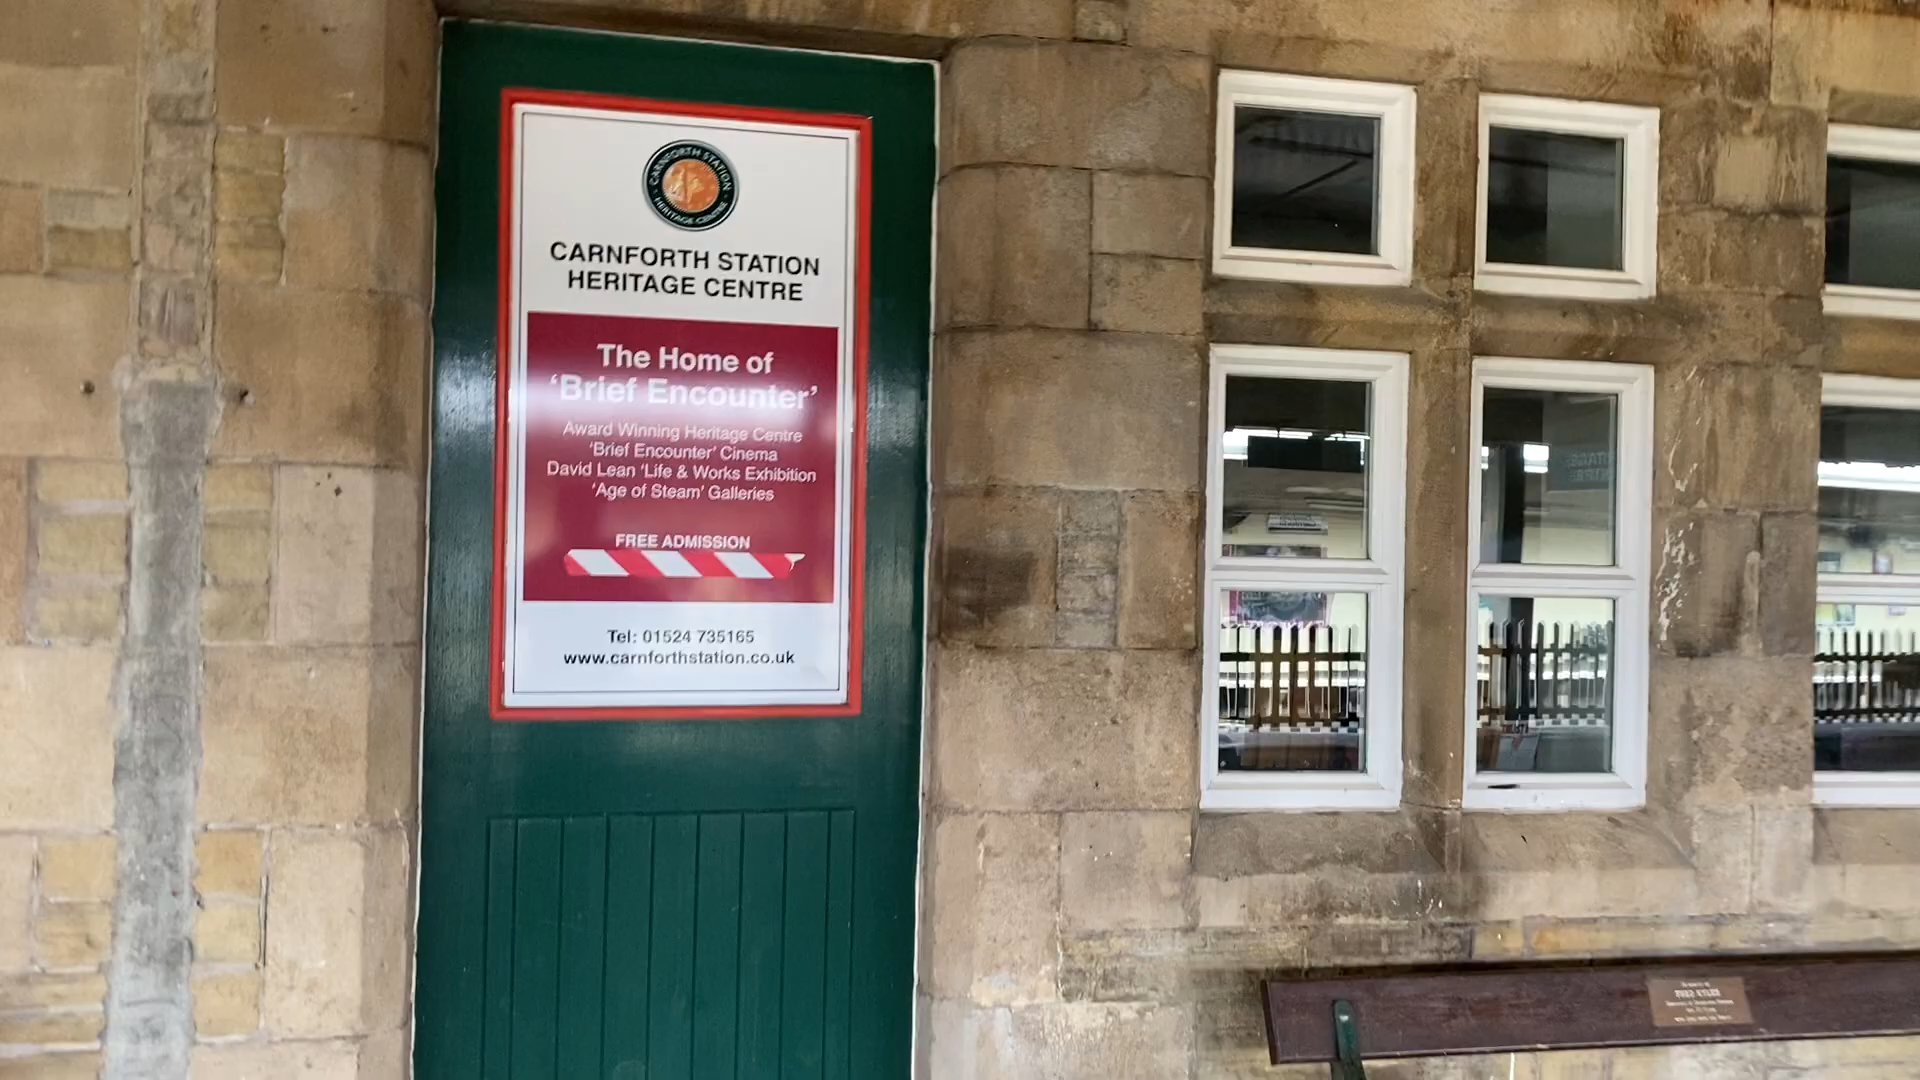 CARNFORTH STATION
HERITAGE CENTRE
CARNFORTH STATION
HERITAGE CENTRE
The Home of
'Brief Encounter'
Award Winning Heritage Centre
'Brief Encounter' Cinema
David Lean 'Life & Works Exhibition
'Age of Steam' Galleries
FREE ADMISSION
Tel: 01524 735165
www.carnforthstation.co.uk